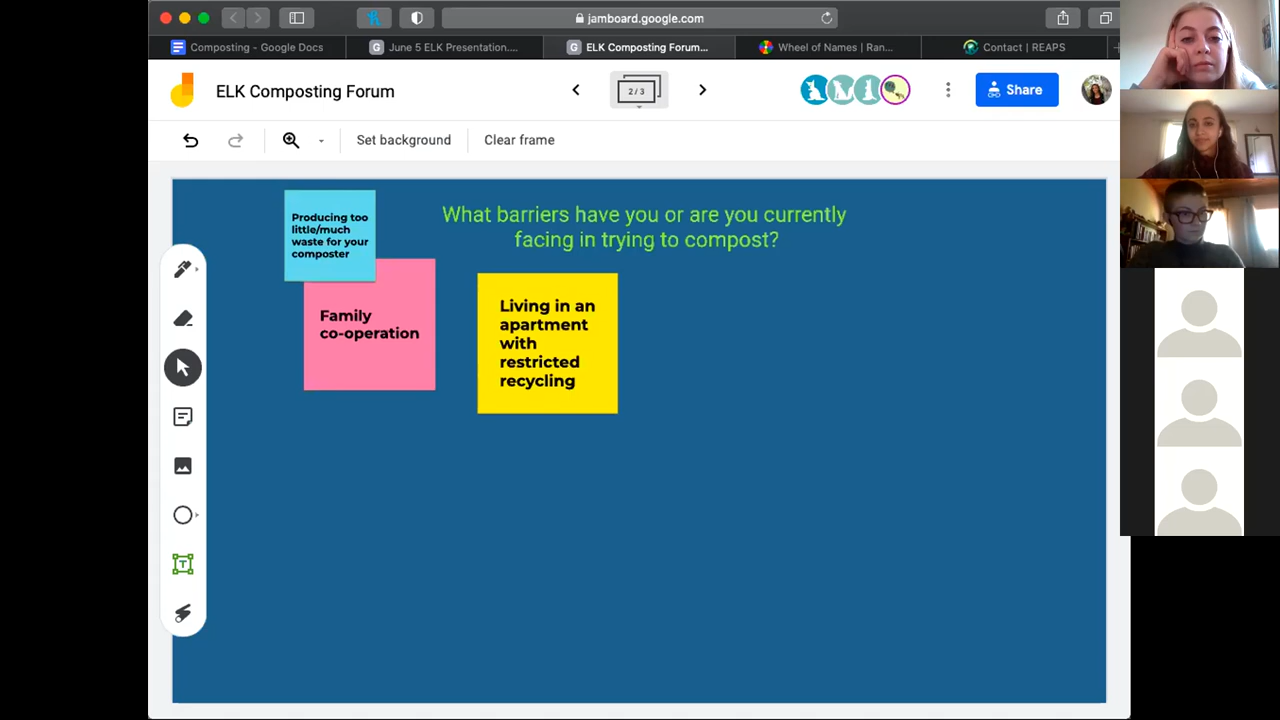 jamboard.google.com
Composting - Google Docs
June 5 ELK Presentation....
ELK Composting Forum...
Wheel of Names | Ran...
Contact | REAPS
ELK Composting Forum
2 / 3
Share
Set background
Clear frame
What barriers have you or are you currently
facing in trying to compost?
Producing too
little/much
waste for your
composter
Family
co-operation
Living in an
apartment
with
restricted
recycling